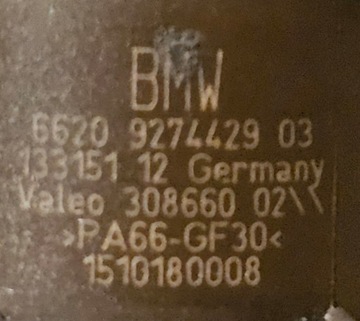 BMW
6620 9274429 03
133151 12 Germany
Valeo 308660 02\\
>PA66-GF30<
1510180008